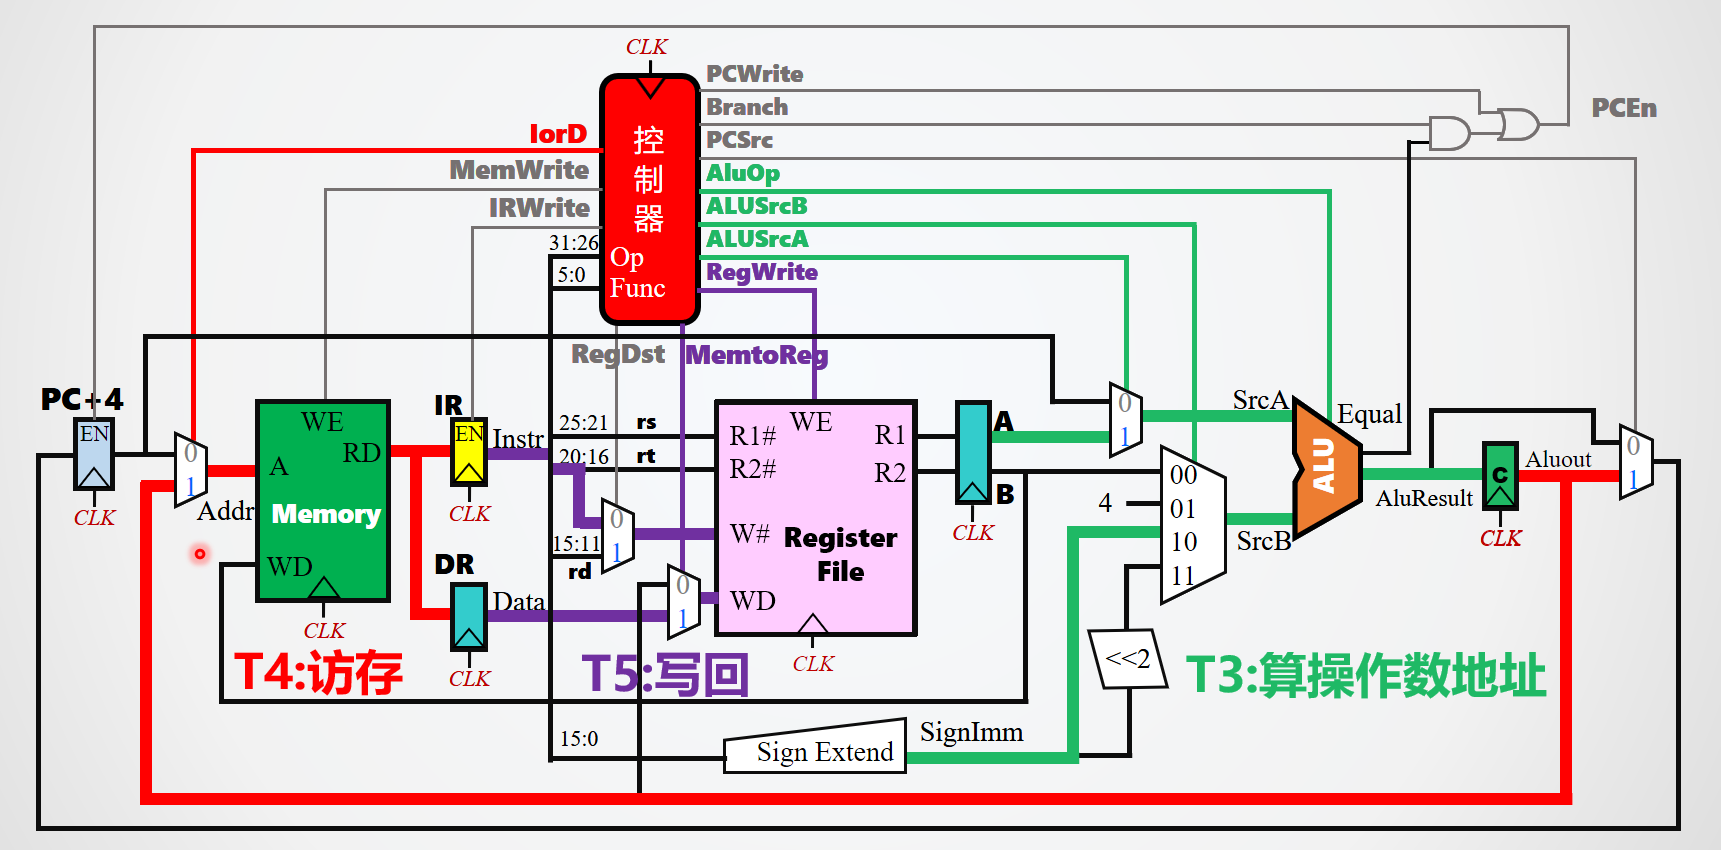 CLK
PCWrite
Branch
PCEn
PCSrc
IorD
控制器
MemWrite
AluOp
IRWrite
ALUSrcB
31:26
ALUSrcA
Op
5:0
RegWrite
Func
RegDst
MemtoReg
PC+4
EN
CLK
0
1
Addr
WE
A
RD
Memory
WD
CLK
IR
EN
Instr
CLK
DR
Data
CLK
25:21 rs
20:16 rt
15:11
rd
0
1
0
1
WE
R1#
R1
R2#
R2
W#
Register
File
WD
CLK
A
B
CLK
0
1
4
00
01
10
11
SrcA
SrcB
ALU
Equal
AluResult
C
CLK
Aluout
0
1
<<2
T4:访存
T5:写回
T3:算操作数地址
15:0
Sign Extend
SignImm